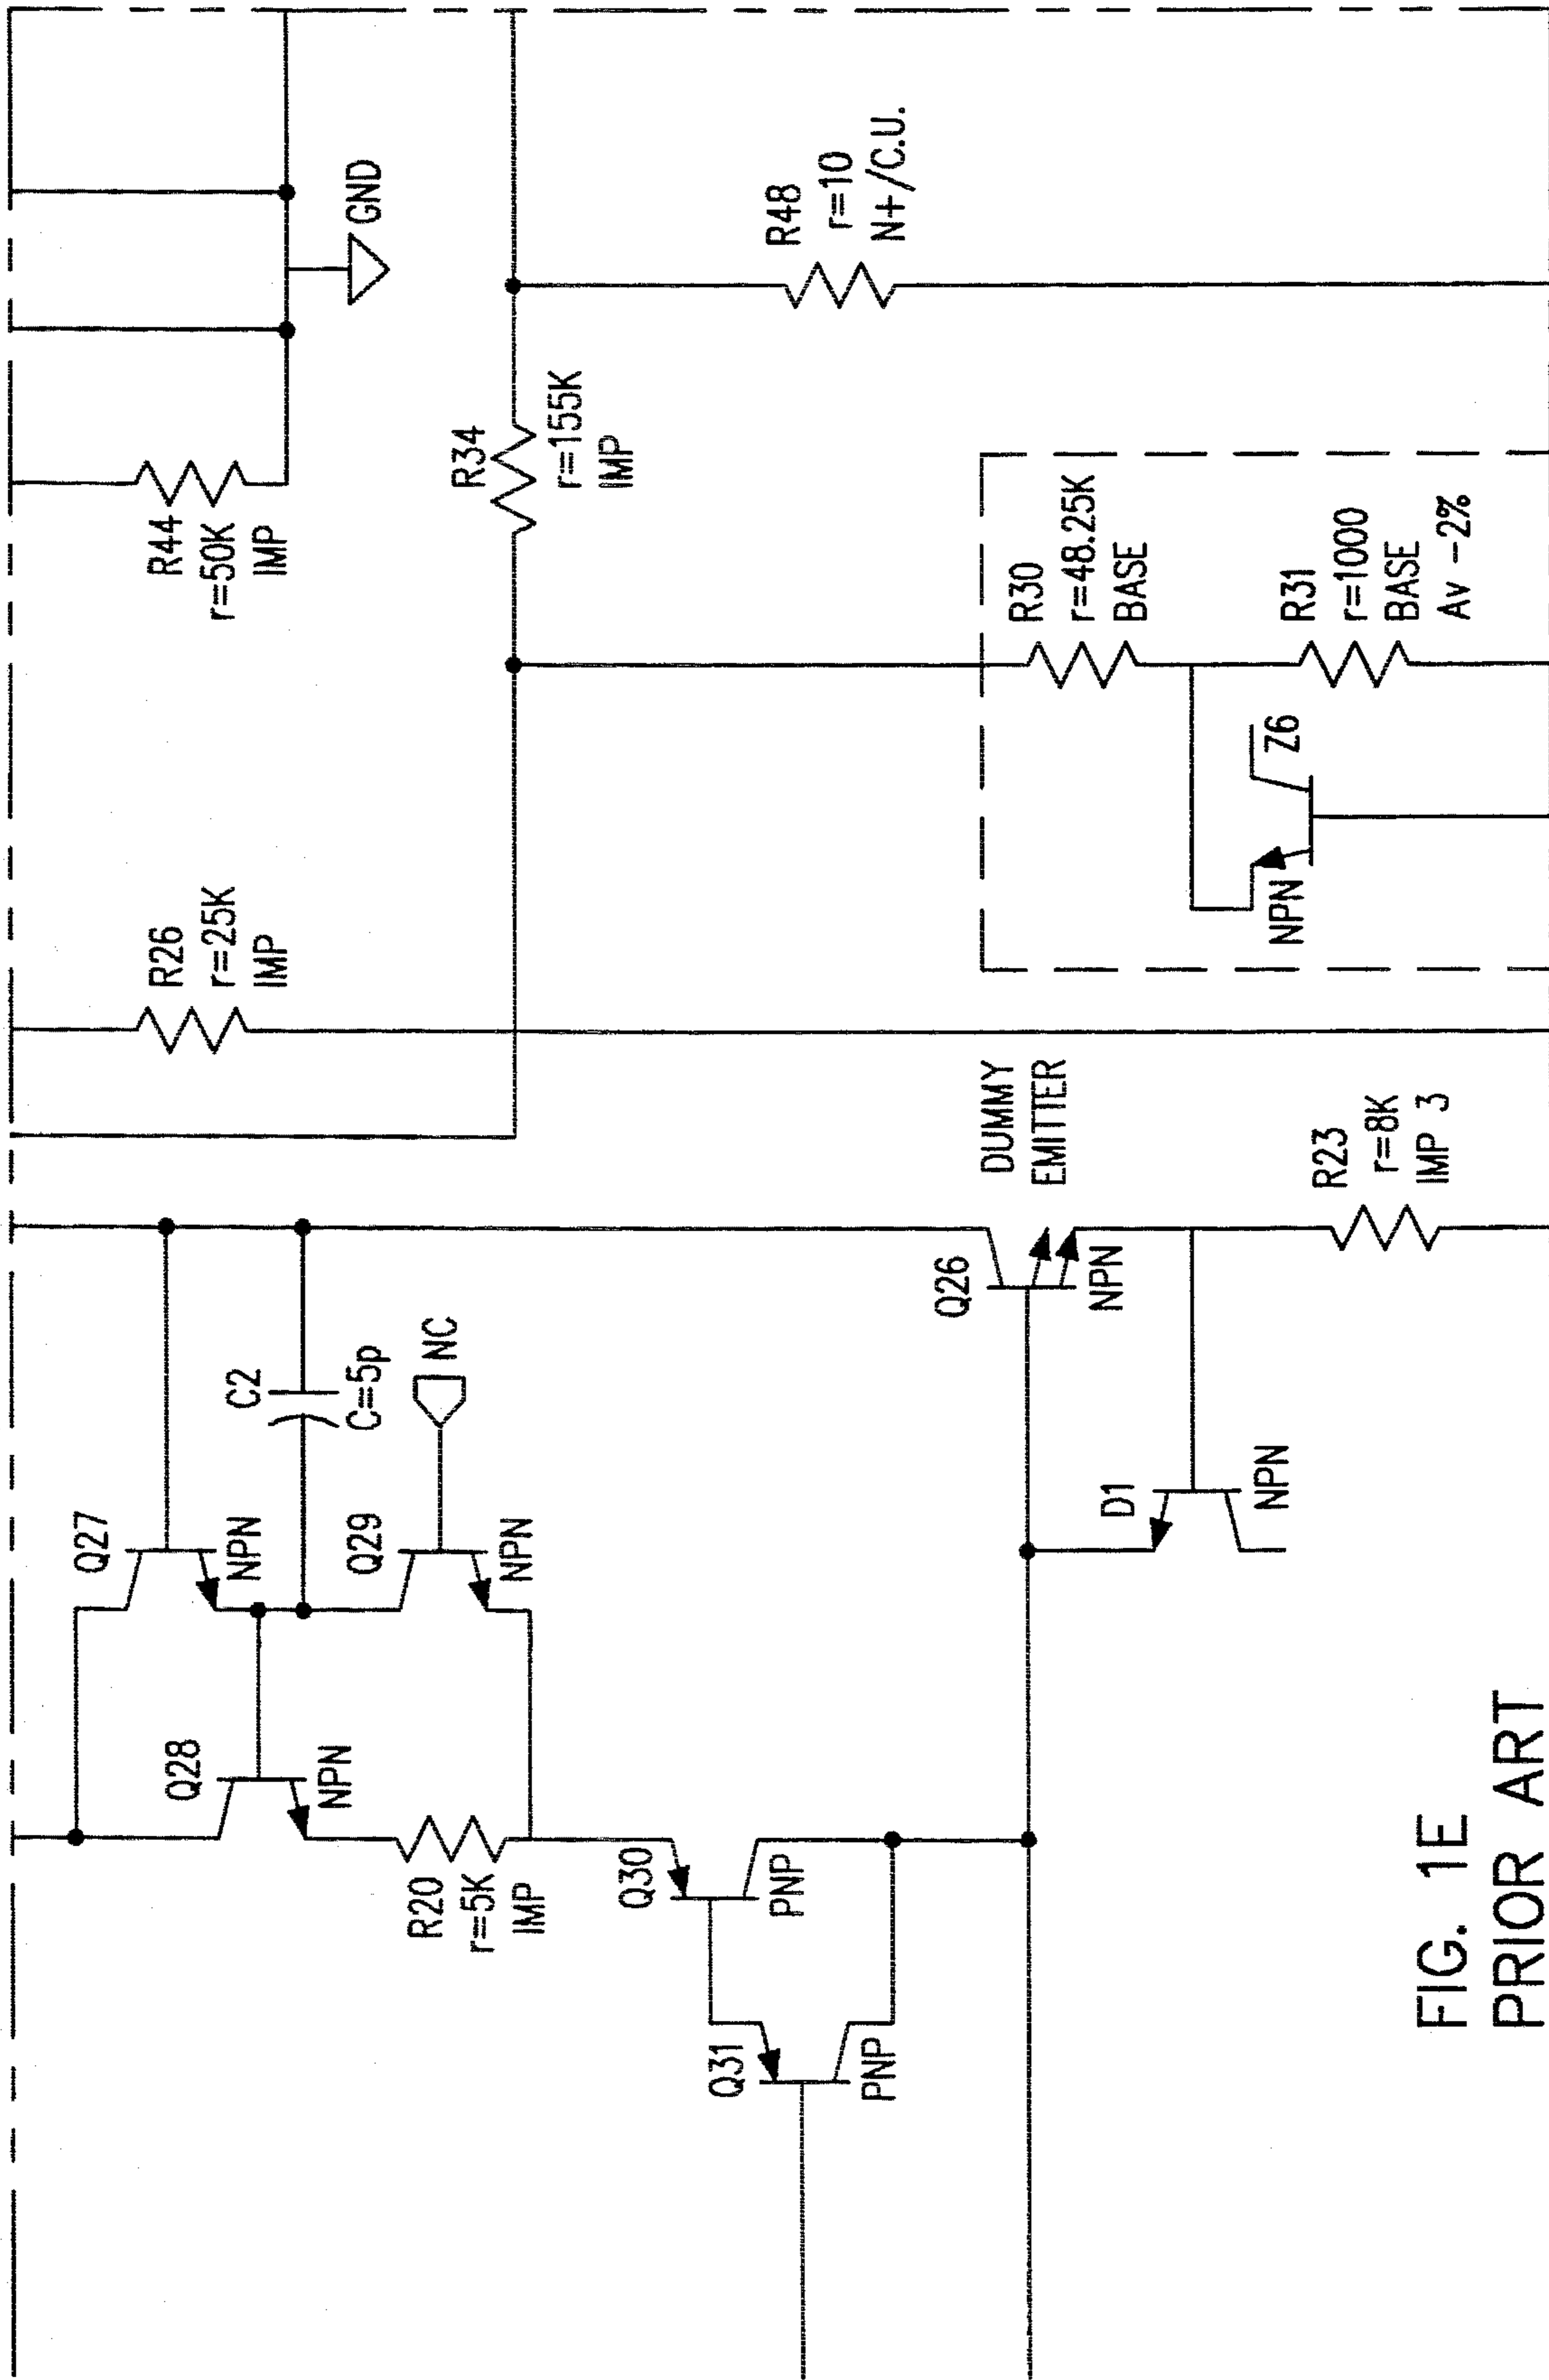 R44
r=50K
IMP
GND
R34
r=155K
IMP
R48
r=10
N+/C.U.
R26
r=25K
IMP
R30
r=48.25K
BASE
R31
r=1000
BASE
Av -2%
Z6
NPN
DUMMY
EMITTER
R23
r=8K
IMP 3
Q26
NPN
C2
C=5p
NC
D1
NPN
Q27
NPN
Q29
NPN
Q28
NPN
R20
r=5K
IMP
Q30
PNP
Q31
PNP
FIG. 1E
PRIOR ART